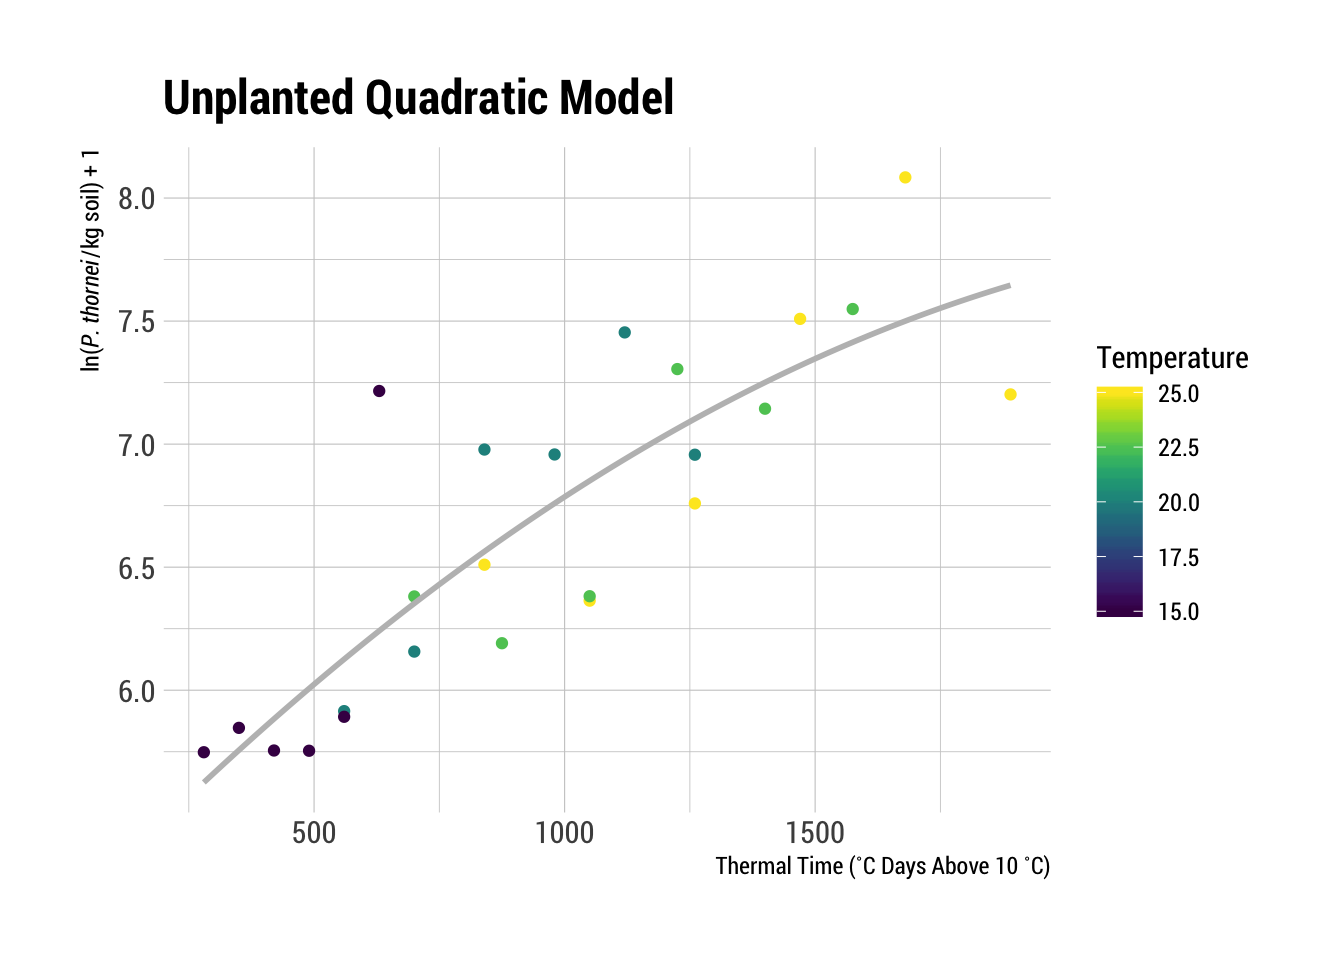 Unplanted Quadratic Model
ln(P. thornei/kg soil) + 1
8.0
7.5
7.0
6.5
6.0
500 1000 1500
Thermal Time (˚C Days Above 10 ˚C)
Temperature
25.0
22.5
20.0
17.5
15.0